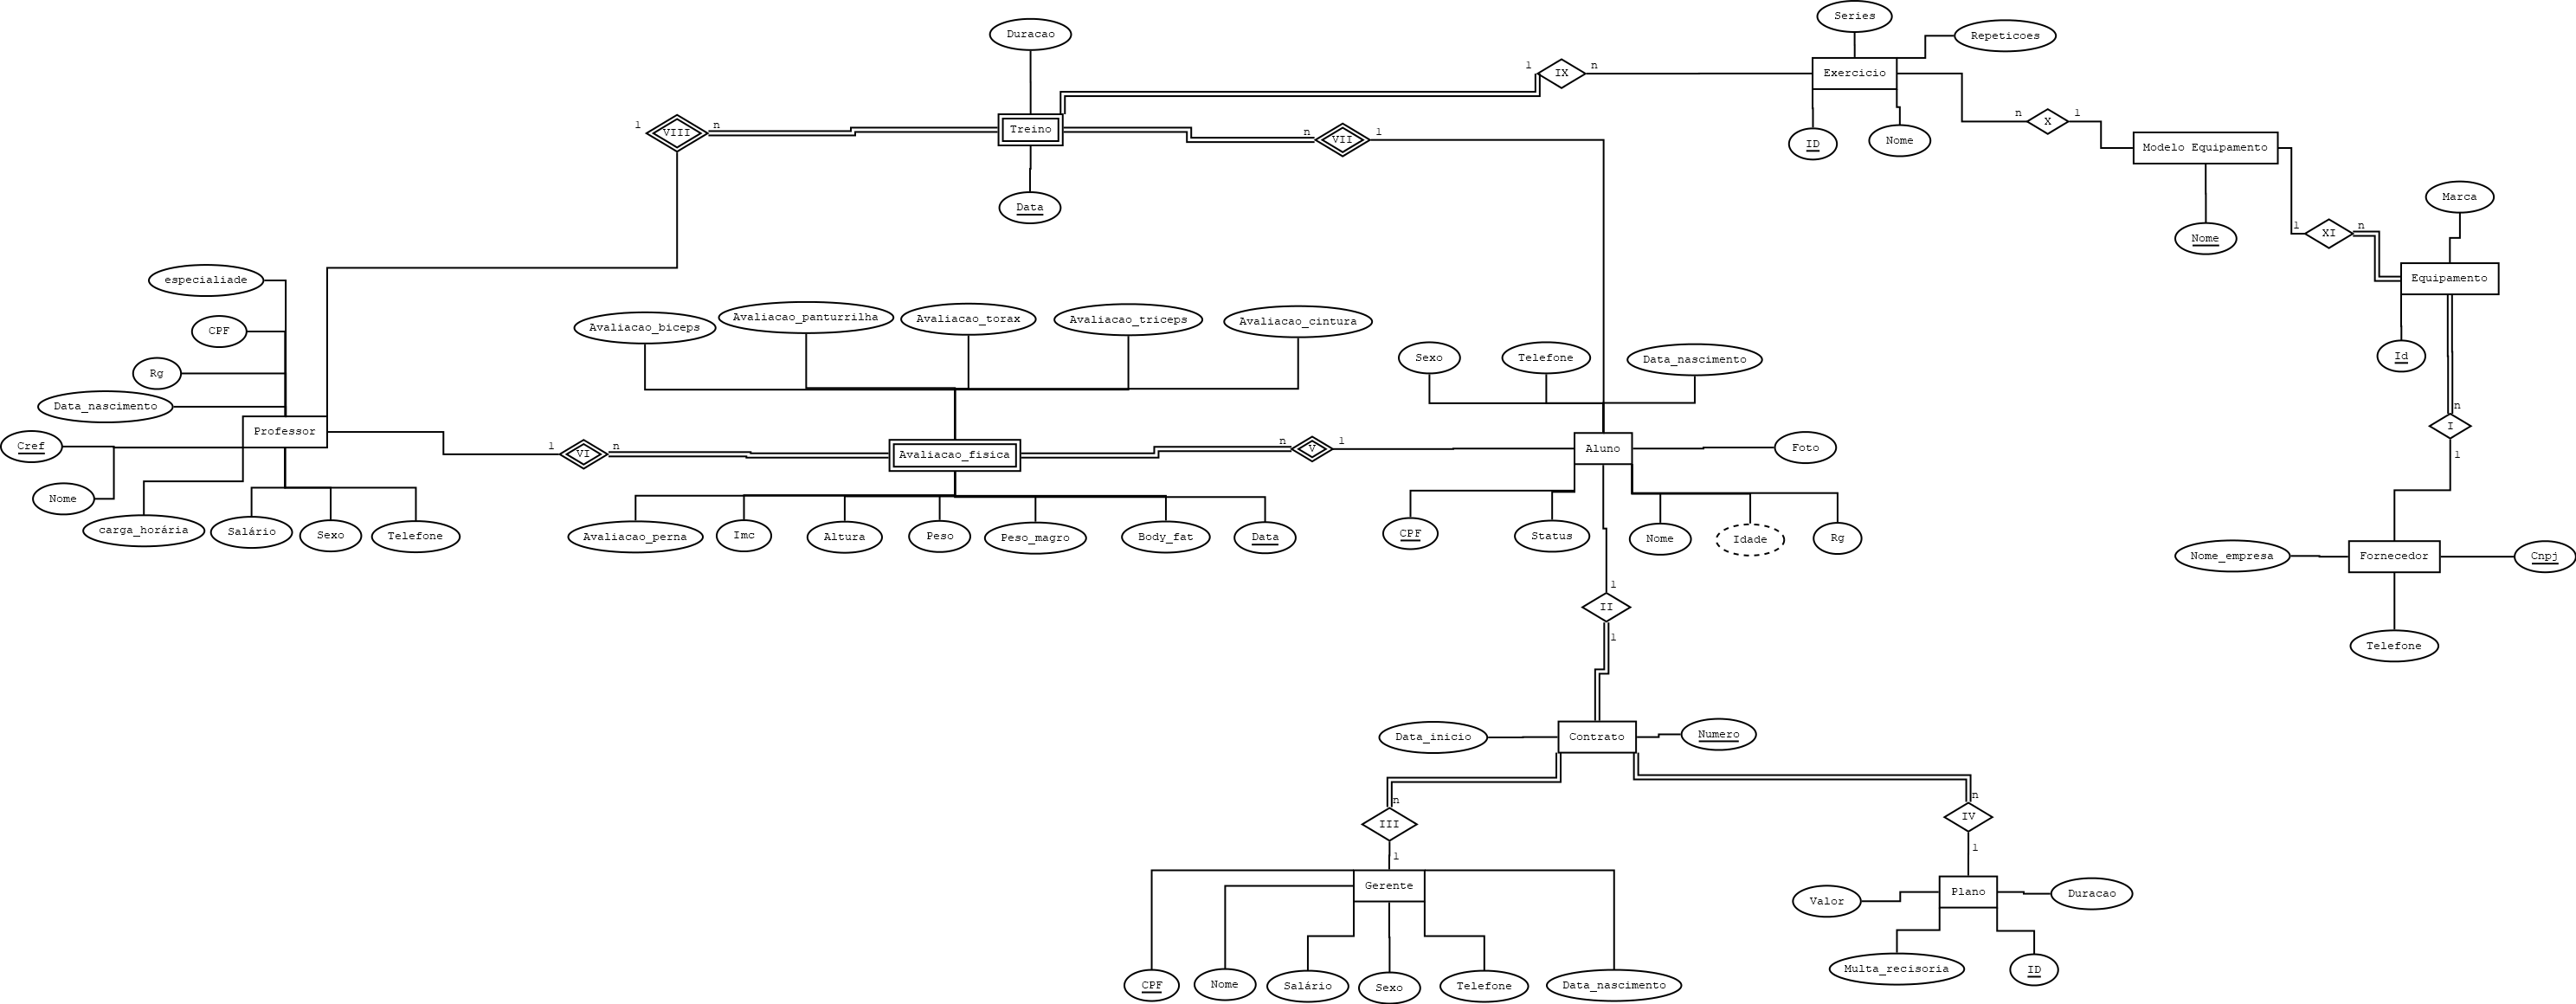 Series
Duracao
Repeticoes
1
IX
n
Exercicio
1
VIII
n
Treino
n
VII
1
ID
Nome
n
X
1
Modelo Equipamento
Data
Marca
Nome
1
XI
n
Equipamento
especialiade
CPF
Rg
Data_nascimento
Avaliacao_biceps
Avaliacao_panturrilha
Avaliacao_torax
Avaliacao_triceps
Avaliacao_cintura
Sexo
Telefone
Data_nascimento
Id
Professor
Cref
Nome
carga_horária
Salário
Sexo
Telefone
1
VI
n
Avaliacao_fisica
n
V
1
Aluno
Foto
n
I
1
Avaliacao_perna
Imc
Altura
Peso
Peso_magro
Body_fat
Data
CPF
Status
Nome
Idade
Rg
Nome_empresa
Fornecedor
Cnpj
Telefone
1
II
1
Data_inicio
Contrato
Numero
n
III
1
n
IV
1
Gerente
Plano
Valor
Duracao
Multa_recisoria
ID
CPF
Nome
Salário
Sexo
Telefone
Data_nascimento